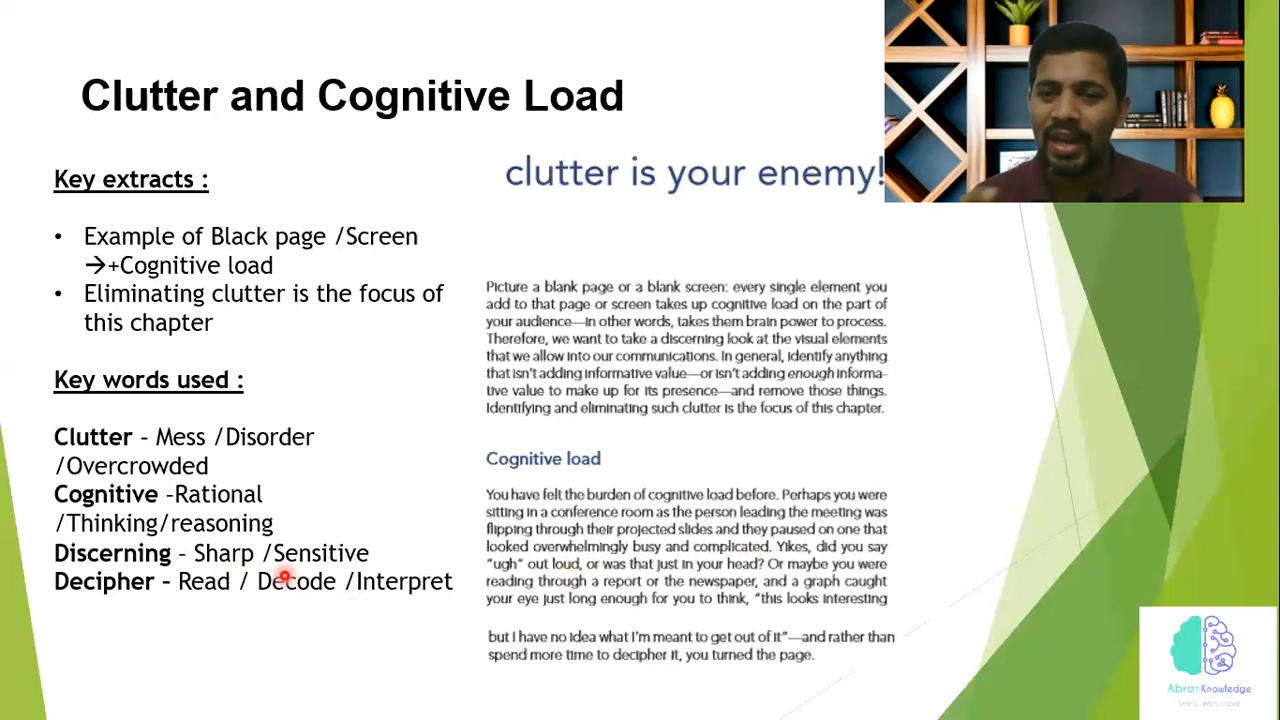 Clutter and Cognitive Load
Key extracts :
• Example of Black page /Screen
→+Cognitive load
• Eliminating clutter is the focus of
this chapter
Key words used :
Clutter - Mess /Disorder
/Overcrowded
Cognitive -Rational
/Thinking/reasoning
Discerning - Sharp /Sensitive
Decipher - Read / Decode /Interpret
clutter is your enemy!
Picture a blank page or a blank screen: every single element you
add to that page or screen takes up cognitive load on the part of
your audience—in other words, takes them brain power to process.
Therefore, we want to take a discerning look at the visual elements
that we allow into our communications. In general, identify anything
that isn't adding informative value—or isn't adding enough informa-
tive value to make up for its presence—and remove those things.
Identifying and eliminating such clutter is the focus of this chapter.
Cognitive load
You have felt the burden of cognitive load before. Perhaps you were
sitting in a conference room as the person leading the meeting was
flipping through their projected slides and they paused on one that
looked overwhelmingly busy and complicated. Yikes, did you say
"ugh" out loud, or was that just in your head? Or maybe you were
reading through a report or the newspaper, and a graph caught
your eye just long enough for you to think, "this looks interesting
but I have no idea what I'm meant to get out of it"—and rather than
spend more time to decipher it, you turned the page.
Abrar Knowledge